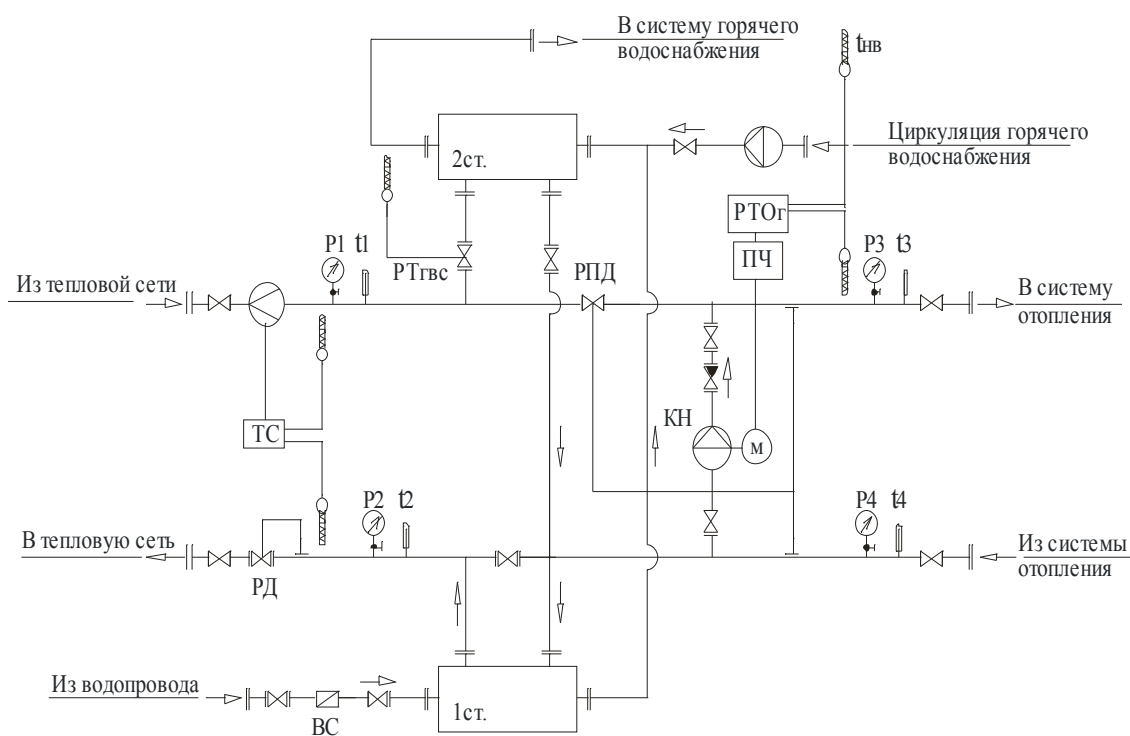 В систему горячего
водоснабжения
tнв
2ст.
Циркуляция горячего
водоснабжения
РТОг
ПЧ
Из тепловой сети
P1 t1
РТгвс
РПД
P3 t3
В систему
отопления
ТС
КН
м
В тепловую сеть
РД
P2 t2
P4 t4
Из системы
отопления
Из водопровода
ВС
1ст.